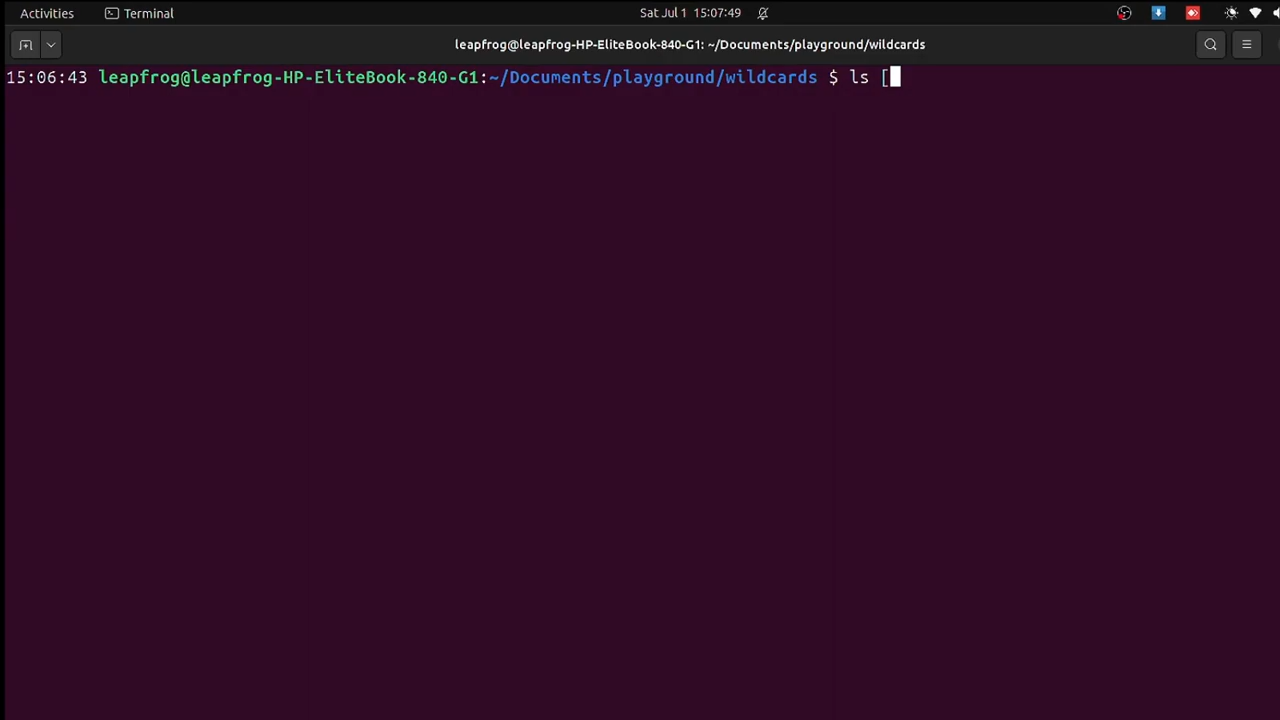 Activities Terminal Sat Jul 1 15:07:49
leapfrog@leapfrog-HP-EliteBook-840-G1: ~/Documents/playground/wildcards
15:06:43 leapfrog@leapfrog-HP-EliteBook-840-G1:~/Documents/playground/wildcards $ ls [